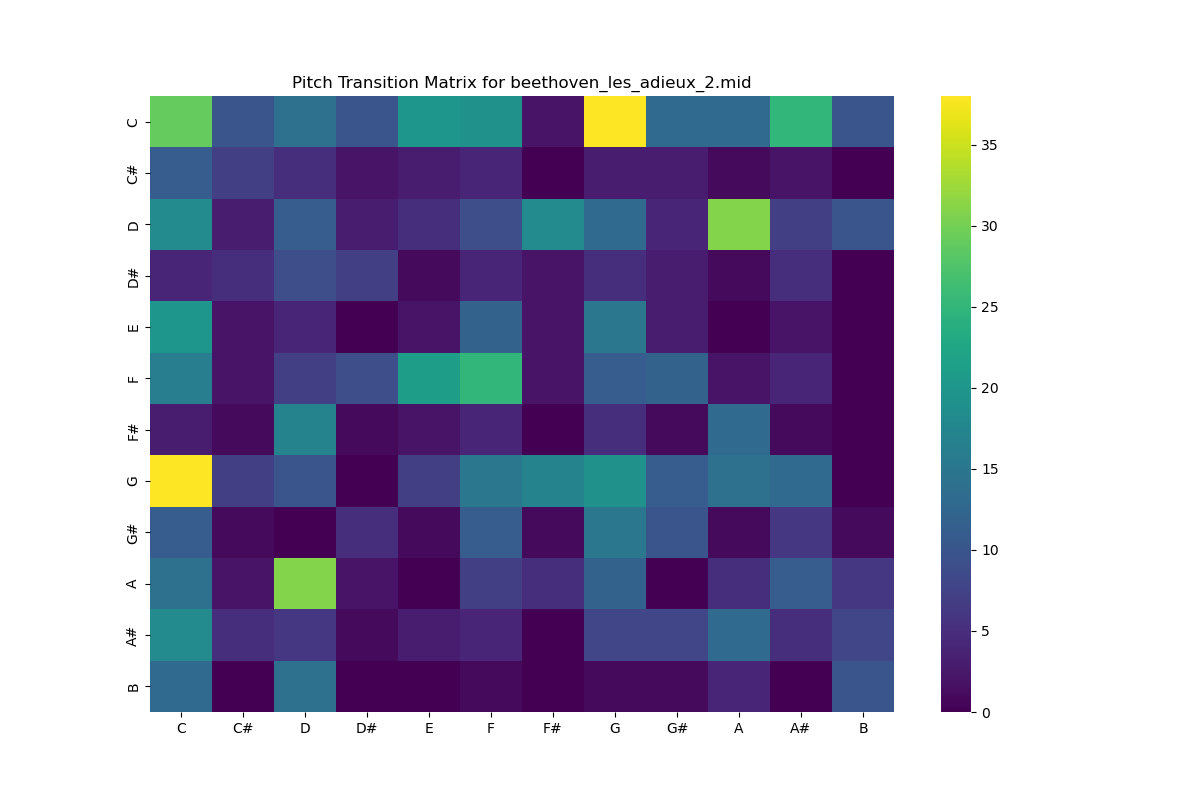 Pitch Transition Matrix for beethoven_les_adieux_2.mid
C
C#
D
D#
E
F
F#
G
G#
A
A#
B
C C# D D# E F F# G G# A A# B
35
30
25
20
15
10
5
0